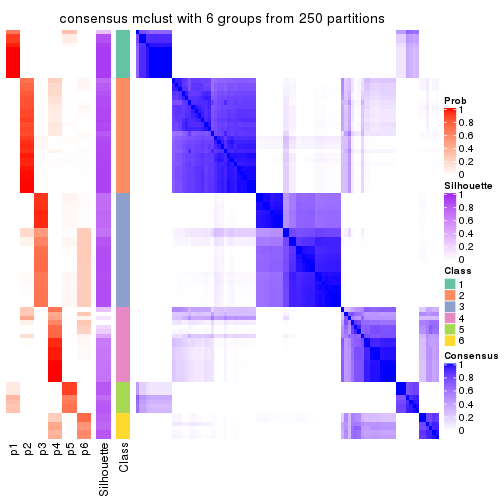 consensus mclust with 6 groups from 250 partitions
Prob
1
0.8
0.6
0.4
0.2
0
Silhouette
1
0.8
0.6
0.4
0.2
0
Class
1
2
3
4
5
6
Consensus
1
0.8
0.6
0.4
0.2
0
p1
p2
p3
p4
p5
p6
Silhouette
Class